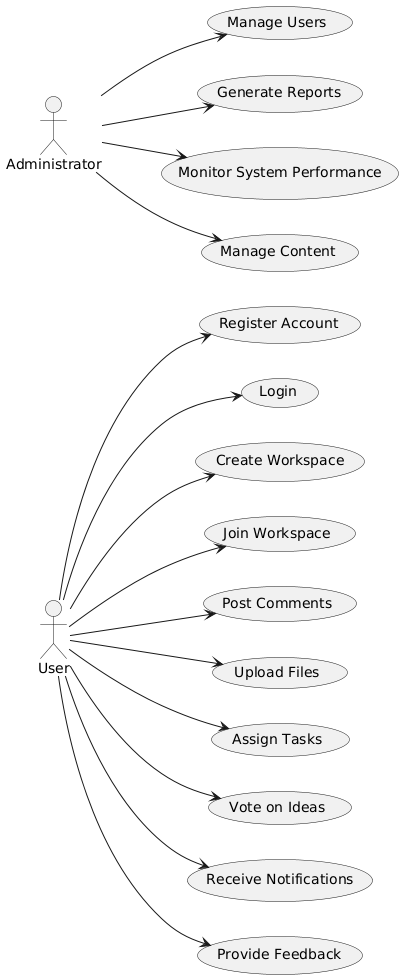 Manage Users
Generate Reports
Administrator
Monitor System Performance
Manage Content
Register Account
Login
Create Workspace
Join Workspace
Post Comments
User
Upload Files
Assign Tasks
Vote on Ideas
Receive Notifications
Provide Feedback